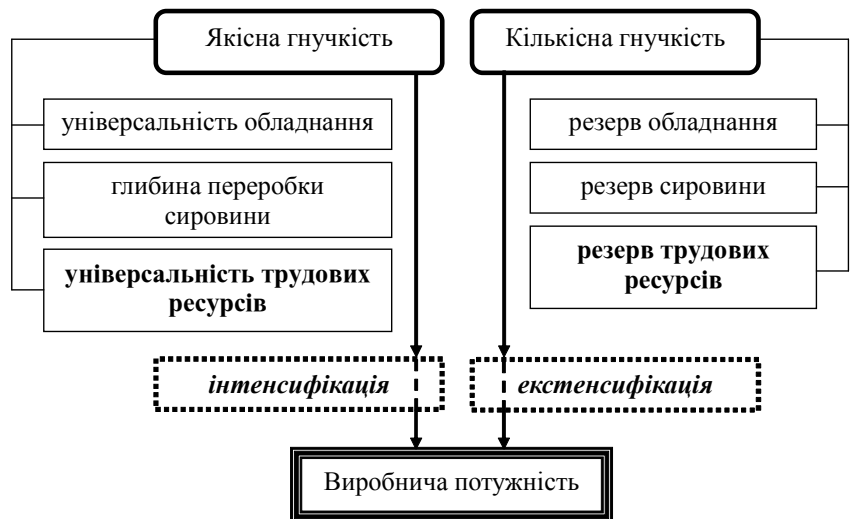 Якісна гнучкість
Кількісна гнучкість
універсальність обладнання
глибина переробки
сировини
універсальність трудових
ресурсів
резерв обладнання
резерв сировини
резерв трудових
ресурсів
інтенсифікація
екстенсифікація
Виробнича потужність